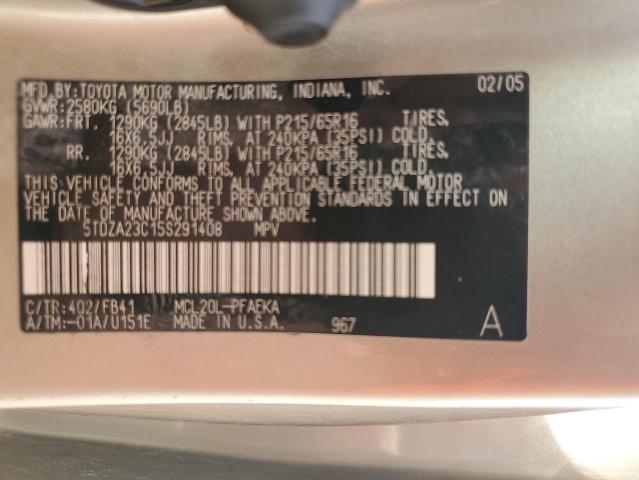 MFD.BY:TOYOTA MOTOR MANUFACTURING, INDIANA, INC. 02/05
GVWR:2580KG (5690LB)
GAWR:FRT. 1290KG (2845LB) WITH P215/65R16 TIRES,
16X6.5JJ RIMS, AT 240KPA (35PSI) COLD.
RR. 1290KG (2845LB) WITH P215/65R16 TIRES,
16X6.5JJ RIMS, AT 240KPA (35PSI) COLD.
THIS VEHICLE CONFORMS TO ALL APPLICABLE FEDERAL MOTOR
VEHICLE SAFETY AND THEFT PREVENTION STANDARDS IN EFFECT ON
THE DATE OF MANUFACTURE SHOWN ABOVE.
5TDZA23C15S291408 MPV
C/TR:4Q2/FB41 MCL20L-PFAEKA
A/TM:-01A/U151E MADE IN U.S.A. 967 A